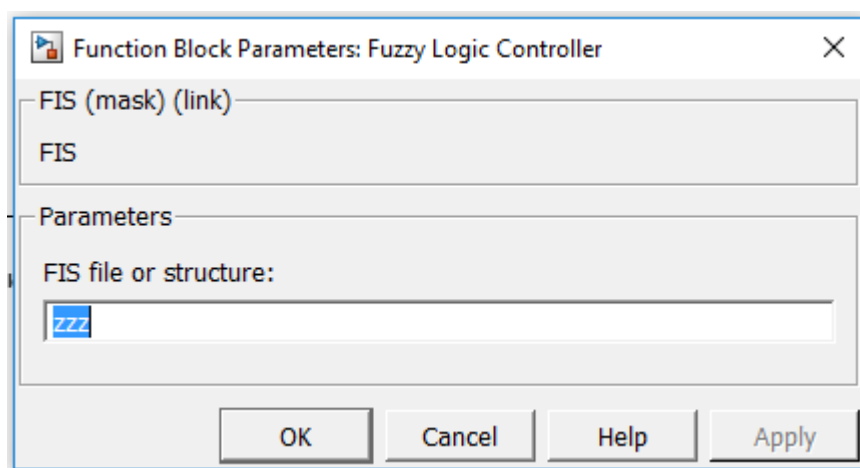 Function Block Parameters: Fuzzy Logic Controller
FIS (mask) (link)
FIS
Parameters
FIS file or structure:
zzz
OK Cancel Help Apply